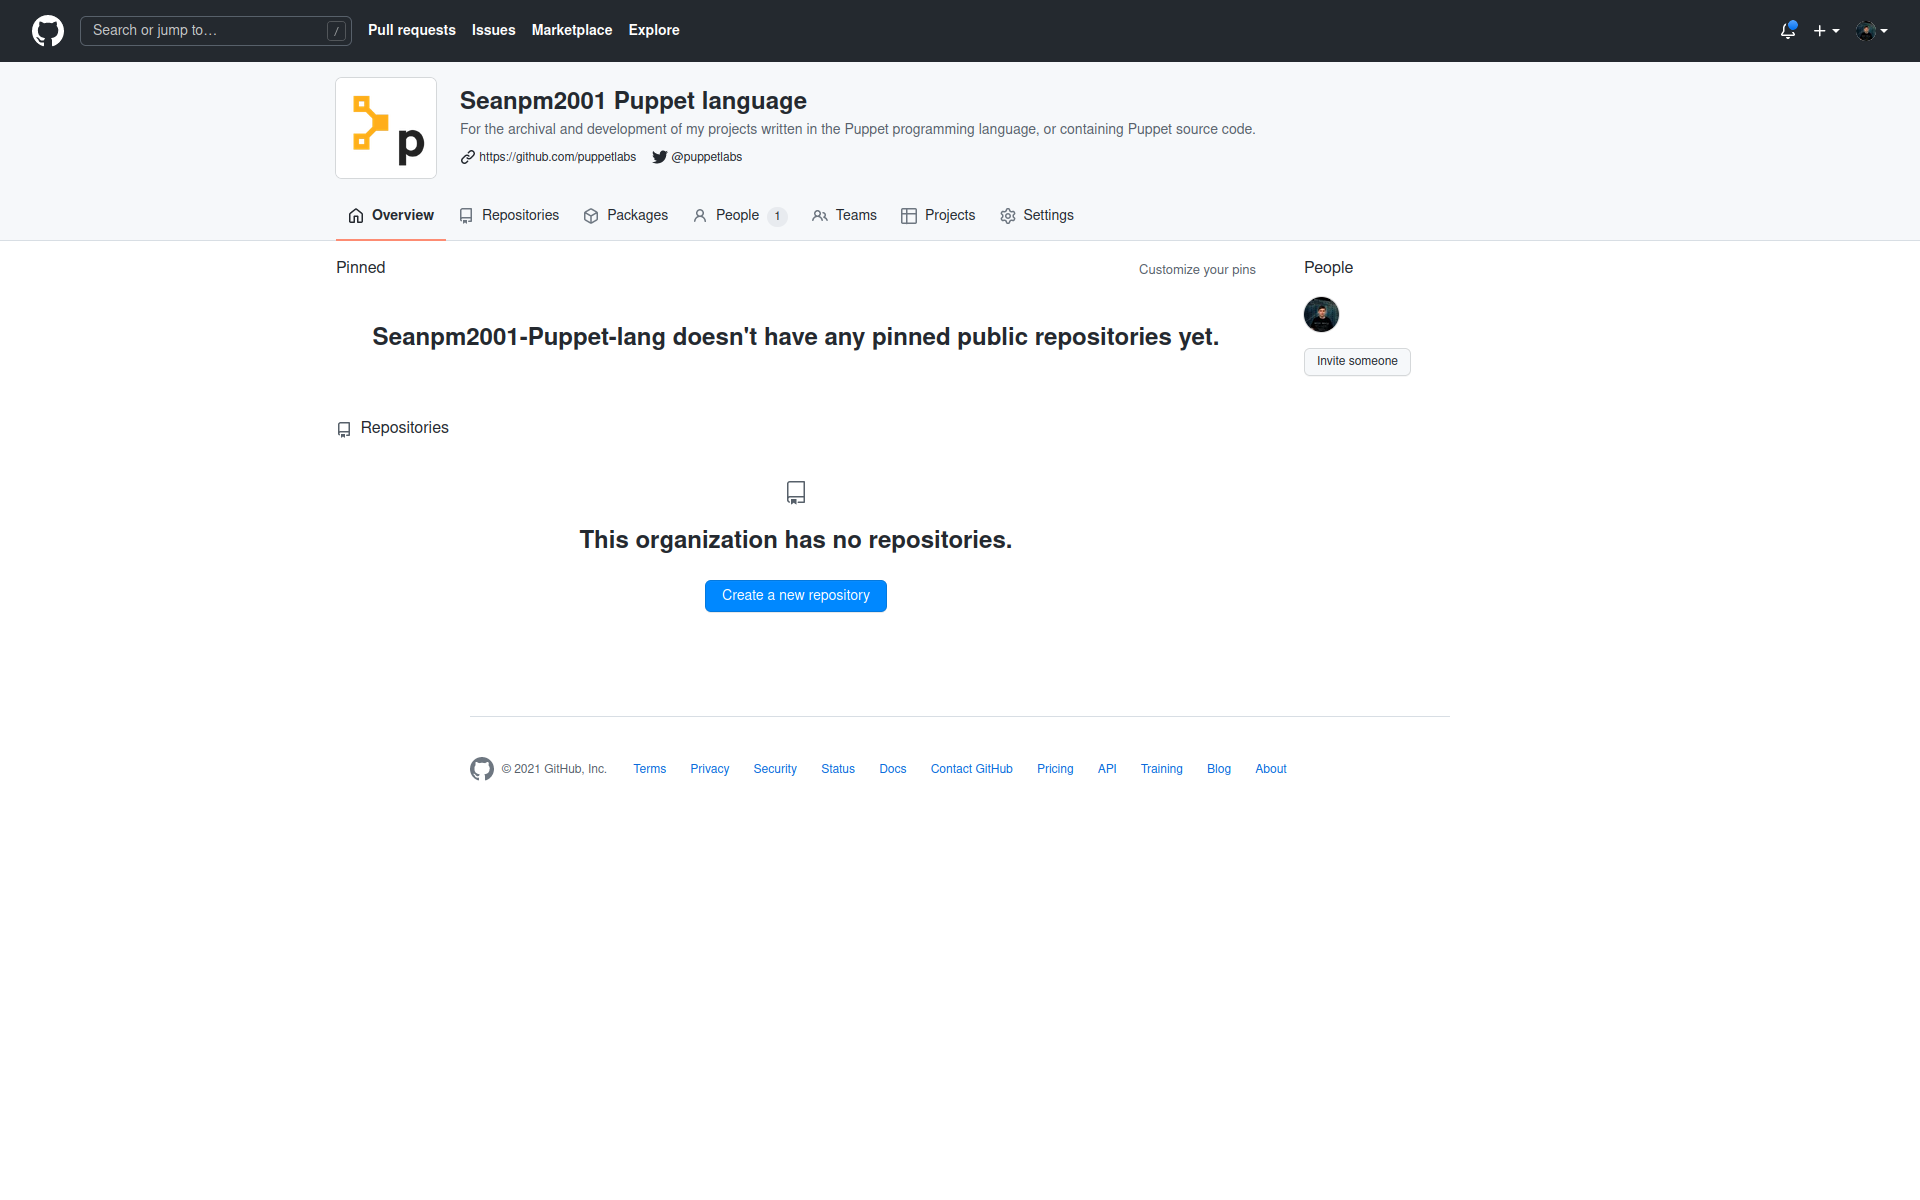 Search or jump to… /
Pull requests Issues Marketplace Explore
Seanpm2001 Puppet language
For the archival and development of my projects written in the Puppet programming language, or containing Puppet source code.
https://github.com/puppetlabs @puppetlabs
p
Overview Repositories Packages People 1 Teams Projects Settings
Pinned Customize your pins
People
Seanpm2001-Puppet-lang doesn't have any pinned public repositories yet.
Invite someone
Repositories
This organization has no repositories.
Create a new repository
© 2021 GitHub, Inc. Terms Privacy Security Status Docs Contact GitHub Pricing API Training Blog About